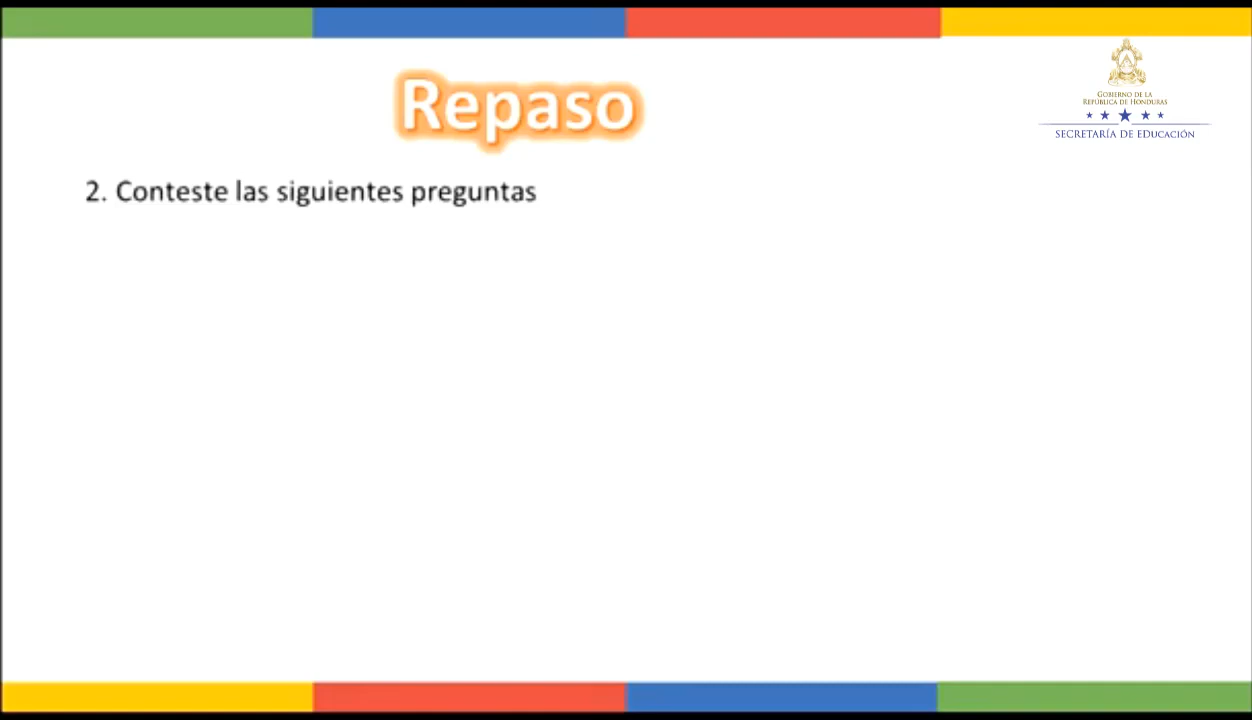 Repaso
GOBIERNO DE LA
REPÚBLICA DE HONDURAS
SECRETARÍA DE EDUCACIÓN
2. Conteste las siguientes preguntas